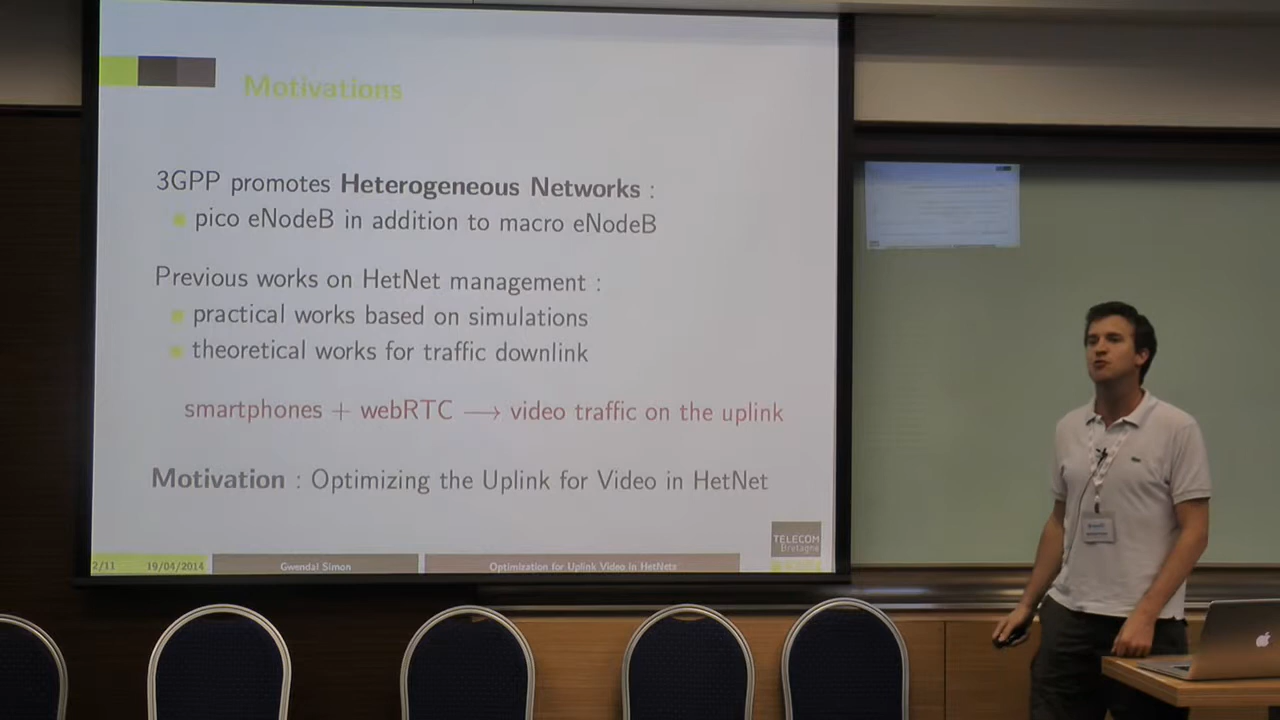 Motivations
3GPP promotes Heterogeneous Networks :
pico eNodeB in addition to macro eNodeB
Previous works on HetNet management :
practical works based on simulations
theoretical works for traffic downlink
smartphones + webRTC → video traffic on the uplink
Motivation : Optimizing the Uplink for Video in HetNet
TELECOM
Bretagne
2/11 19/04/2014 Gwendal Simon Optimization for Uplink Video in HetNets